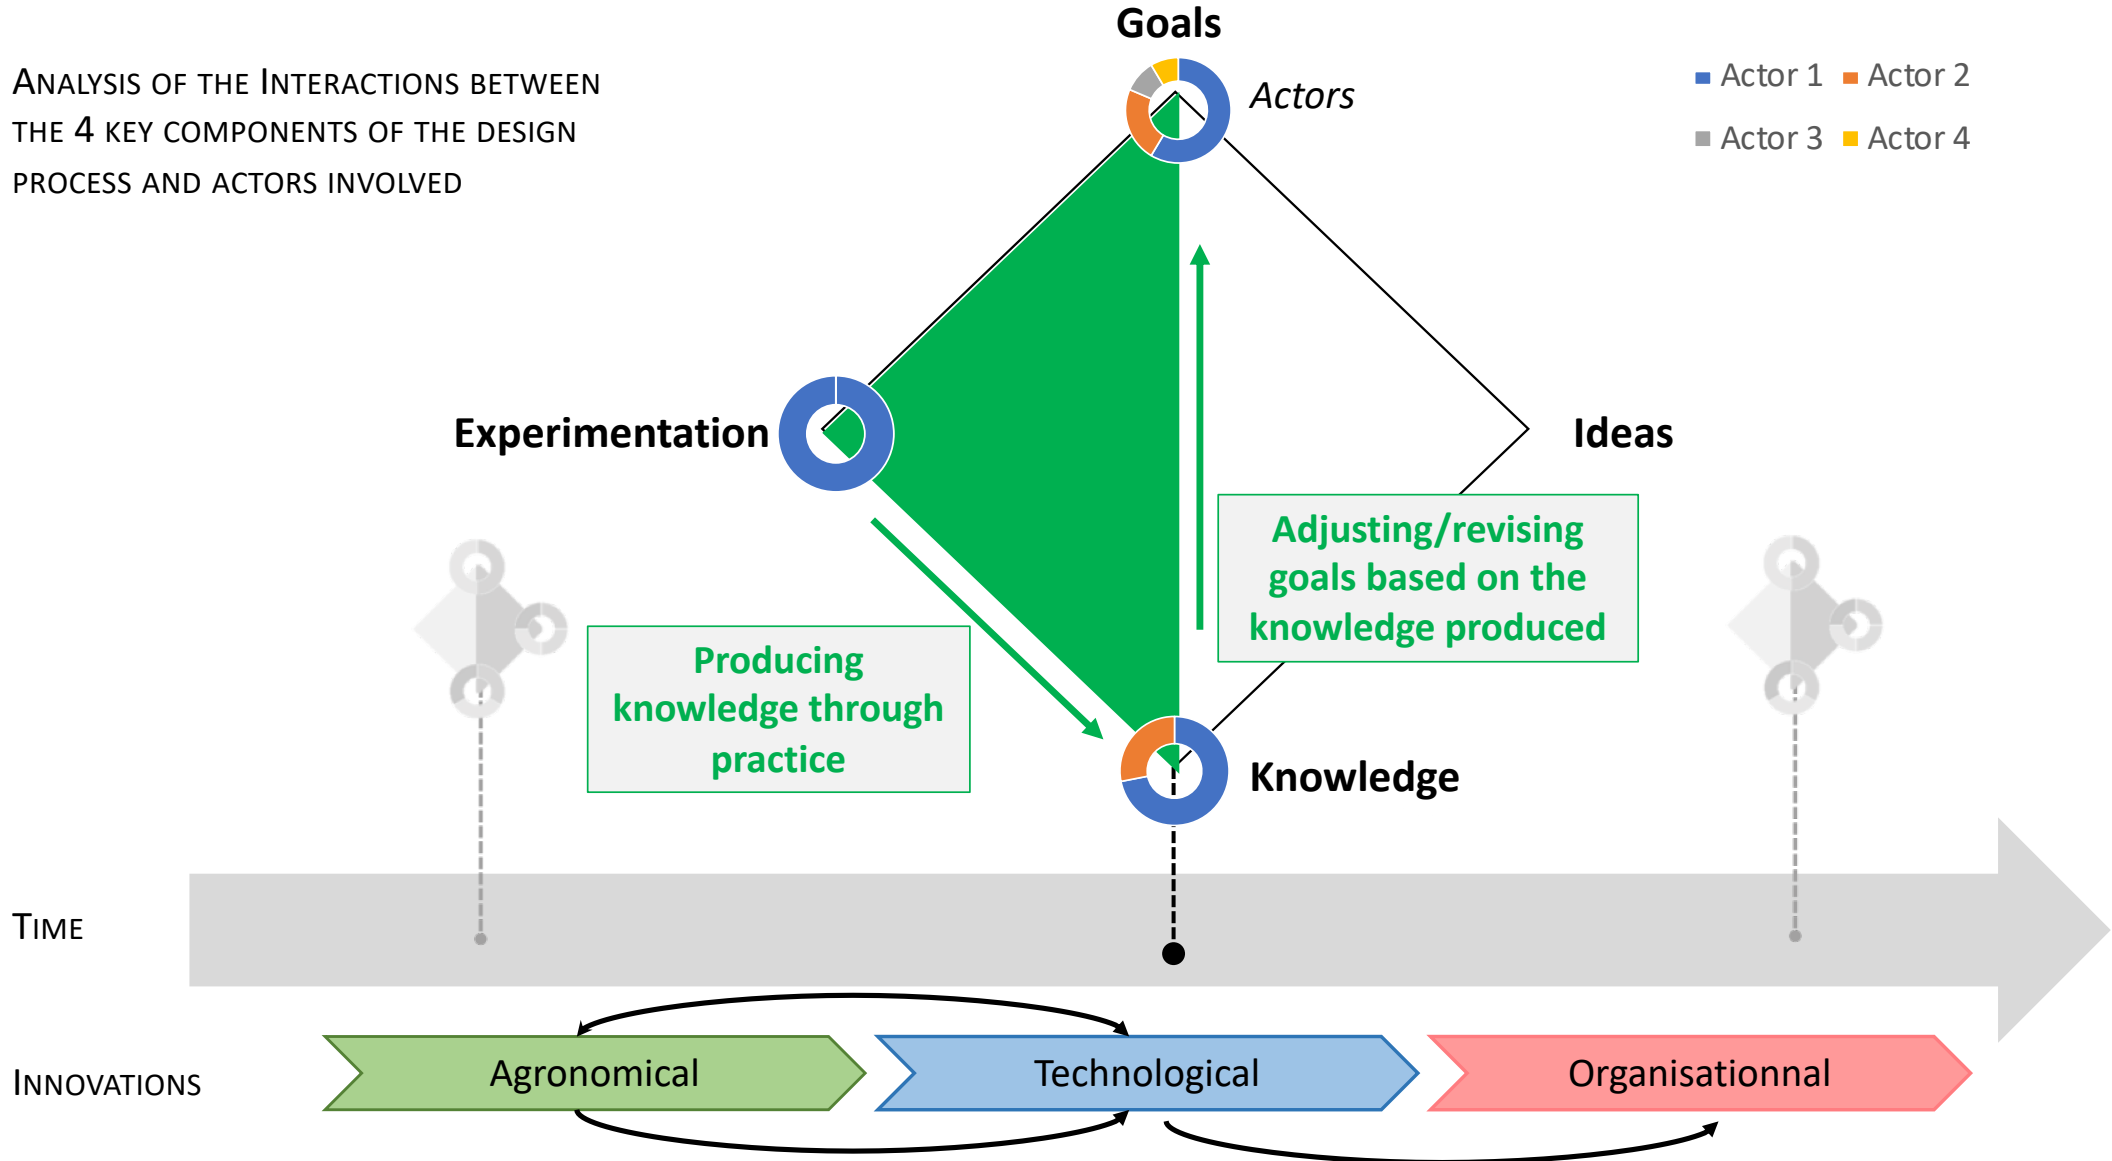 Goals
ANALYSIS OF THE INTERACTIONS BETWEEN
THE 4 KEY COMPONENTS OF THE DESIGN
PROCESS AND ACTORS INVOLVED
Actors
Actor 1
Actor 2
Actor 3
Actor 4
Experimentation
Ideas
Adjusting/revising
goals based on the
knowledge produced
Producing
knowledge through
practice
Knowledge
TIME
INNOVATIONS
Agronomical
Technological
Organisationnal